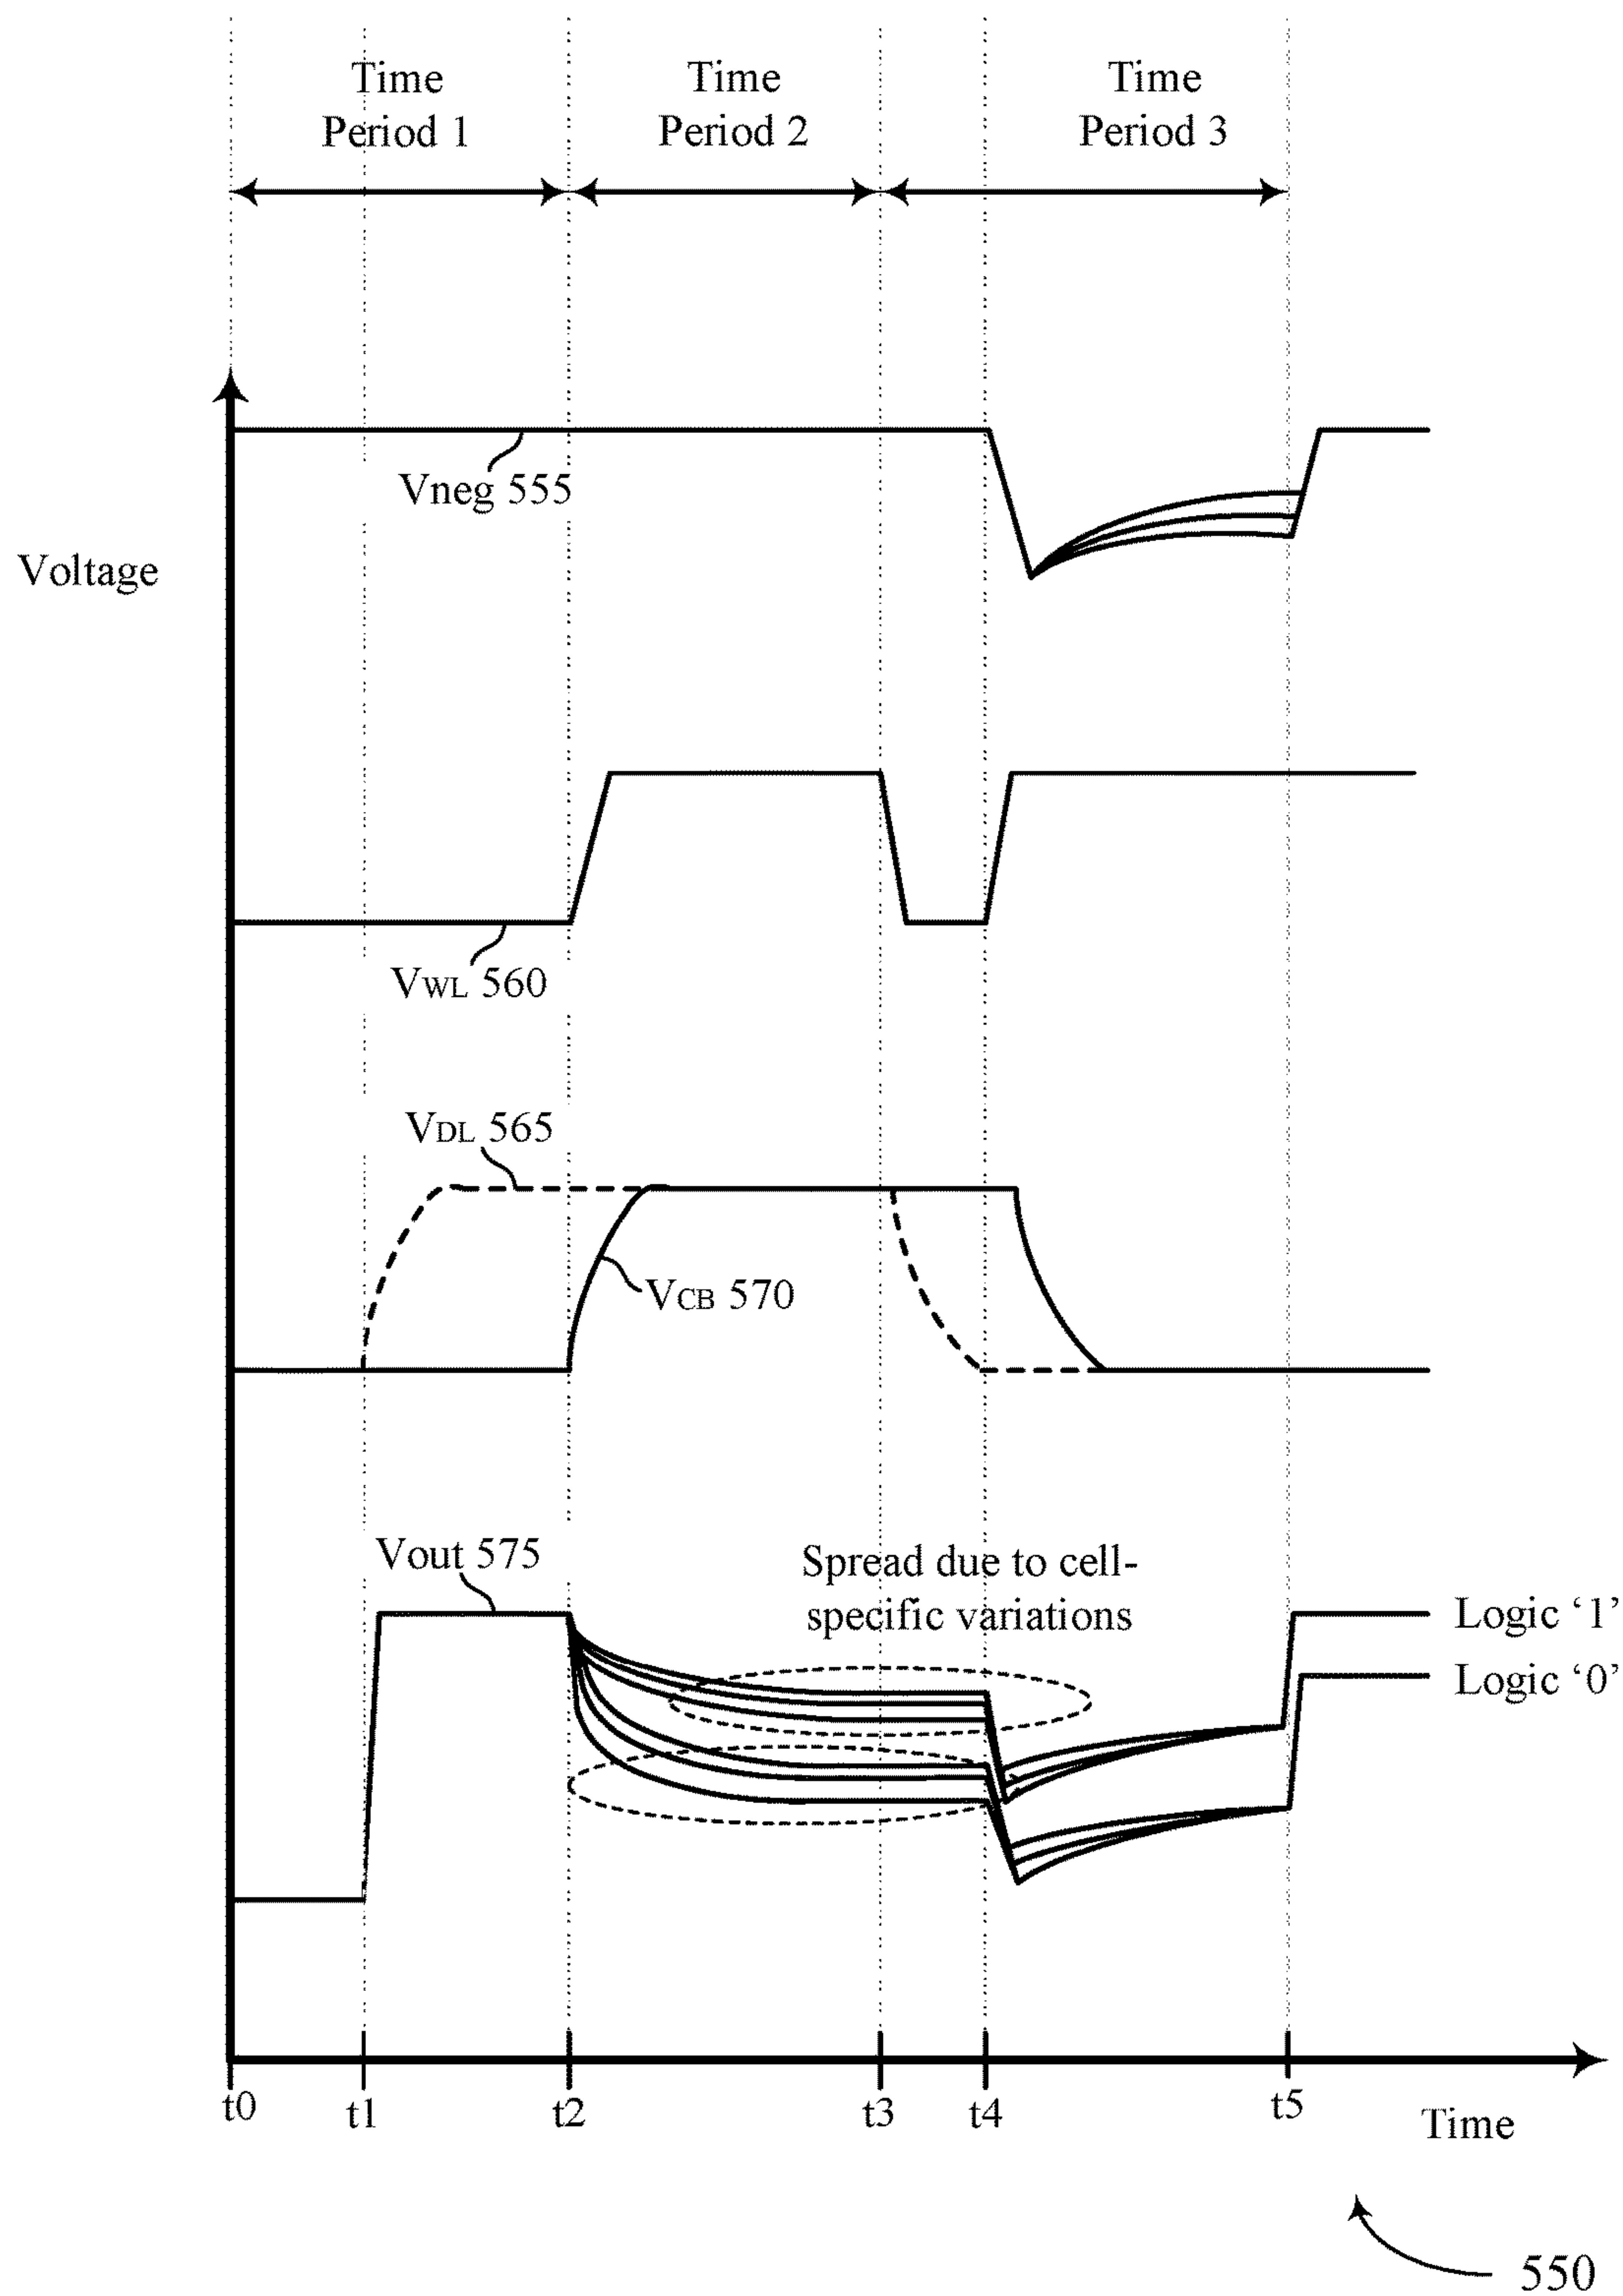 Time
Period 1
Time
Period 2
Time
Period 3
Vneg 555
Voltage
VWL 560
VDL 565
VCB 570
Vout 575
Spread due to cell-
specific variations
Logic ‘1’
Logic ‘0’
t0
t1
t2
t3
t4
t5
Time
550